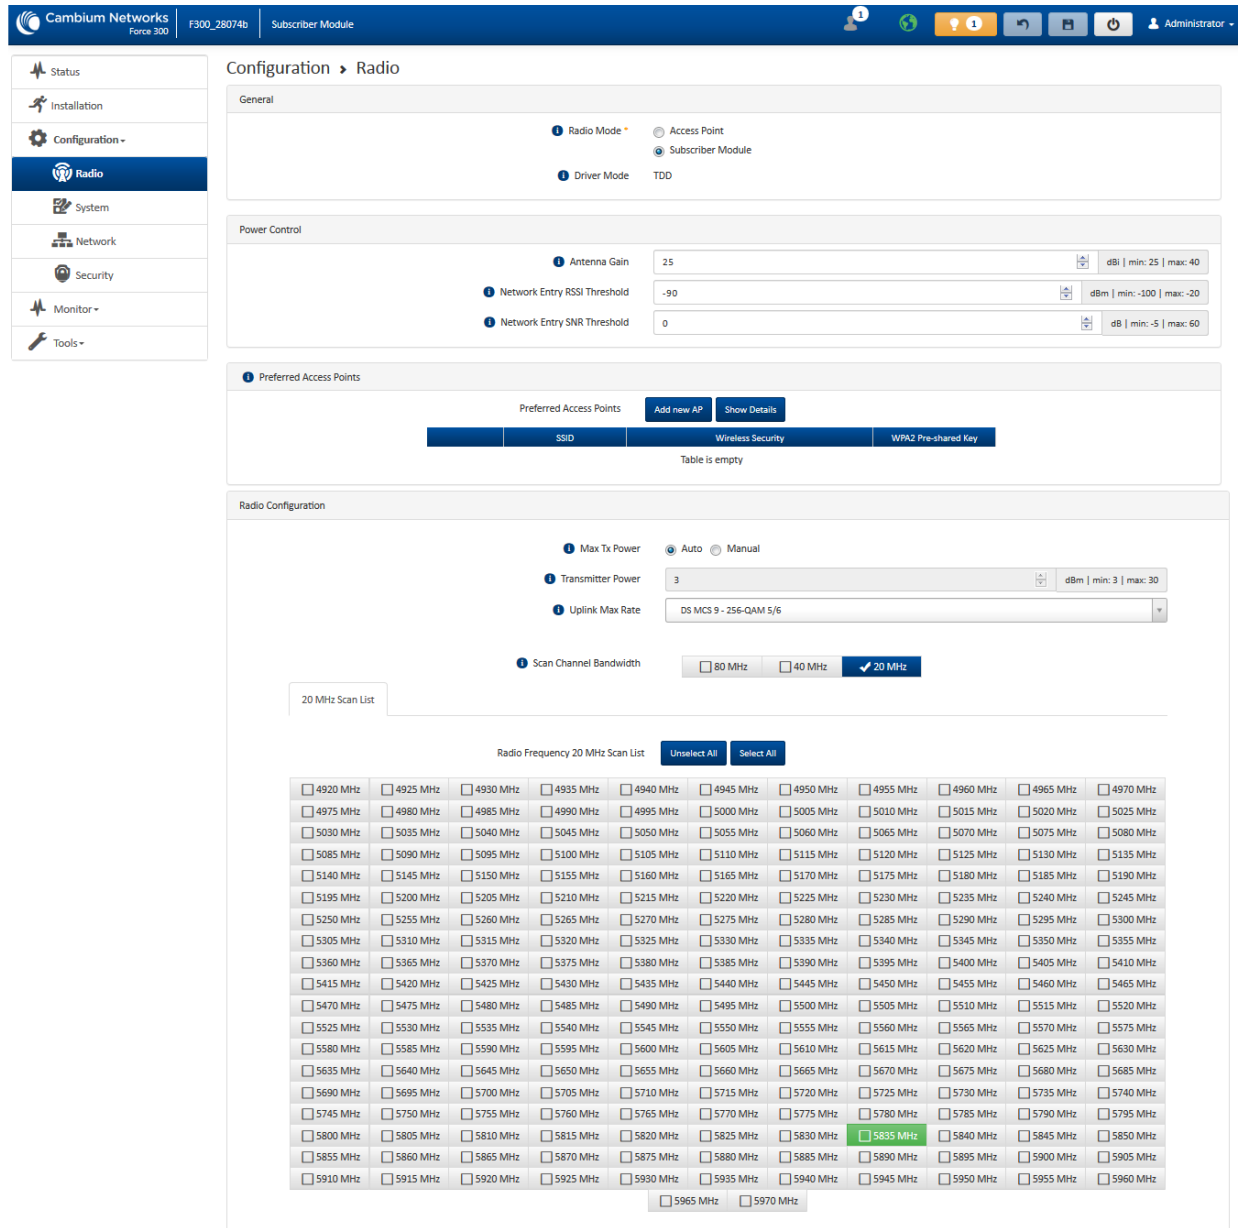 Cambium Networks
Force 300
F300_28074b
Subscriber Module
1
1
Administrator
Status
Installation
Configuration
Radio
System
Network
Security
Monitor
Tools
Configuration > Radio
General
Radio Mode *
Access Point
Subscriber Module
Driver Mode TDD
Power Control
Antenna Gain 25 dBi | min: 25 | max: 40
Network Entry RSSI Threshold -90 dBm | min: -100 | max: -20
Network Entry SNR Threshold 0 dB | min: -5 | max: 60
Preferred Access Points
Preferred Access Points Add new AP Show Details
SSID Wireless Security WPA2 Pre-shared Key
Table is empty
Radio Configuration
Max Tx Power Auto Manual
Transmitter Power 3 dBm | min: 3 | max: 30
Uplink Max Rate DS MCS 9 - 256-QAM 5/6
Scan Channel Bandwidth 80 MHz 40 MHz 20 MHz
20 MHz Scan List
Radio Frequency 20 MHz Scan List Unselect All Select All
4920 MHz 4925 MHz 4930 MHz 4935 MHz 4940 MHz 4945 MHz 4950 MHz 4955 MHz 4960 MHz 4965 MHz 4970 MHz
4975 MHz 4980 MHz 4985 MHz 4990 MHz 4995 MHz 5000 MHz 5005 MHz 5010 MHz 5015 MHz 5020 MHz 5025 MHz
5030 MHz 5035 MHz 5040 MHz 5045 MHz 5050 MHz 5055 MHz 5060 MHz 5065 MHz 5070 MHz 5075 MHz 5080 MHz
5085 MHz 5090 MHz 5095 MHz 5100 MHz 5105 MHz 5110 MHz 5115 MHz 5120 MHz 5125 MHz 5130 MHz 5135 MHz
5140 MHz 5145 MHz 5150 MHz 5155 MHz 5160 MHz 5165 MHz 5170 MHz 5175 MHz 5180 MHz 5185 MHz 5190 MHz
5195 MHz 5200 MHz 5205 MHz 5210 MHz 5215 MHz 5220 MHz 5225 MHz 5230 MHz 5235 MHz 5240 MHz 5245 MHz
5250 MHz 5255 MHz 5260 MHz 5265 MHz 5270 MHz 5275 MHz 5280 MHz 5285 MHz 5290 MHz 5295 MHz 5300 MHz
5305 MHz 5310 MHz 5315 MHz 5320 MHz 5325 MHz 5330 MHz 5335 MHz 5340 MHz 5345 MHz 5350 MHz 5355 MHz
5360 MHz 5365 MHz 5370 MHz 5375 MHz 5380 MHz 5385 MHz 5390 MHz 5395 MHz 5400 MHz 5405 MHz 5410 MHz
5415 MHz 5420 MHz 5425 MHz 5430 MHz 5435 MHz 5440 MHz 5445 MHz 5450 MHz 5455 MHz 5460 MHz 5465 MHz
5470 MHz 5475 MHz 5480 MHz 5485 MHz 5490 MHz 5495 MHz 5500 MHz 5505 MHz 5510 MHz 5515 MHz 5520 MHz
5525 MHz 5530 MHz 5535 MHz 5540 MHz 5545 MHz 5550 MHz 5555 MHz 5560 MHz 5565 MHz 5570 MHz 5575 MHz
5580 MHz 5585 MHz 5590 MHz 5595 MHz 5600 MHz 5605 MHz 5610 MHz 5615 MHz 5620 MHz 5625 MHz 5630 MHz
5635 MHz 5640 MHz 5645 MHz 5650 MHz 5655 MHz 5660 MHz 5665 MHz 5670 MHz 5675 MHz 5680 MHz 5685 MHz
5690 MHz 5695 MHz 5700 MHz 5705 MHz 5710 MHz 5715 MHz 5720 MHz 5725 MHz 5730 MHz 5735 MHz 5740 MHz
5745 MHz 5750 MHz 5755 MHz 5760 MHz 5765 MHz 5770 MHz 5775 MHz 5780 MHz 5785 MHz 5790 MHz 5795 MHz
5800 MHz 5805 MHz 5810 MHz 5815 MHz 5820 MHz 5825 MHz 5830 MHz 5835 MHz 5840 MHz 5845 MHz 5850 MHz
5855 MHz 5860 MHz 5865 MHz 5870 MHz 5875 MHz 5880 MHz 5885 MHz 5890 MHz 5895 MHz 5900 MHz 5905 MHz
5910 MHz 5915 MHz 5920 MHz 5925 MHz 5930 MHz 5935 MHz 5940 MHz 5945 MHz 5950 MHz 5955 MHz 5960 MHz
5965 MHz 5970 MHz